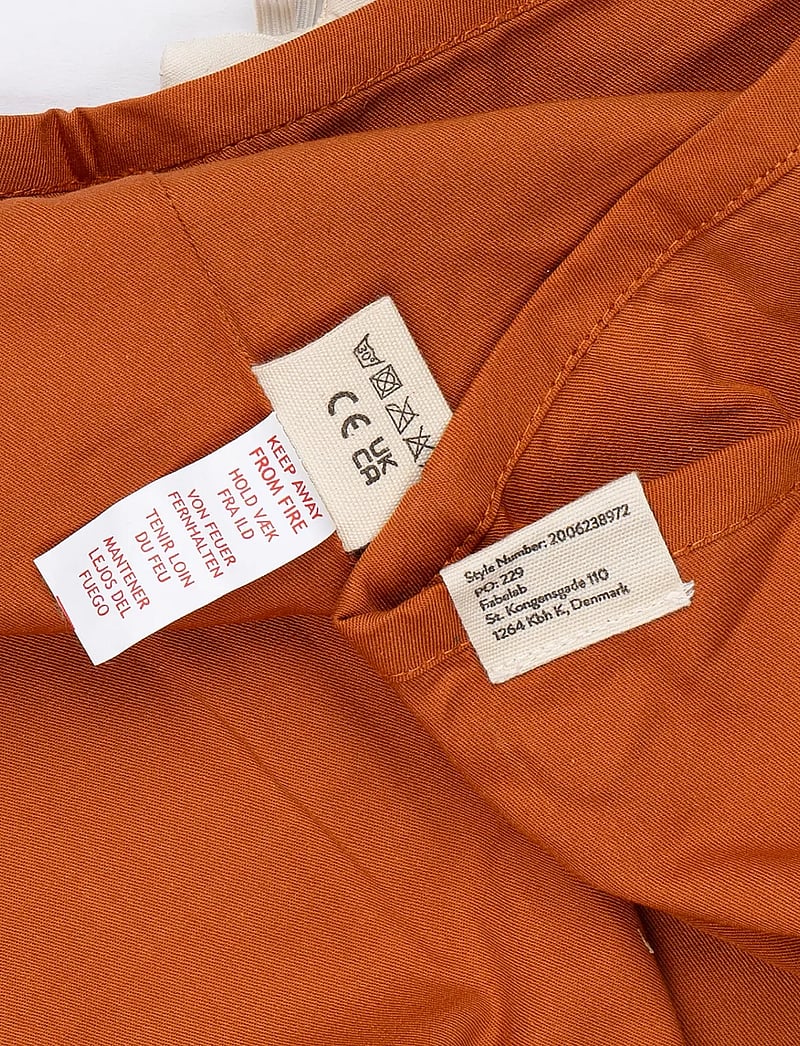 30°
CE
UK
CA
KEEP AWAY
FROM FIRE
HOLD VÆK
FRA ILD
VON FEUER
FERNHALTEN
TENIR LOIN
DU FEU
MANTENER
LEJOS DEL
FUEGO
Style Number: 2006238972
PO: 229
Fabelab
St. Kongensgade 110
1264 Kbh K, Denmark